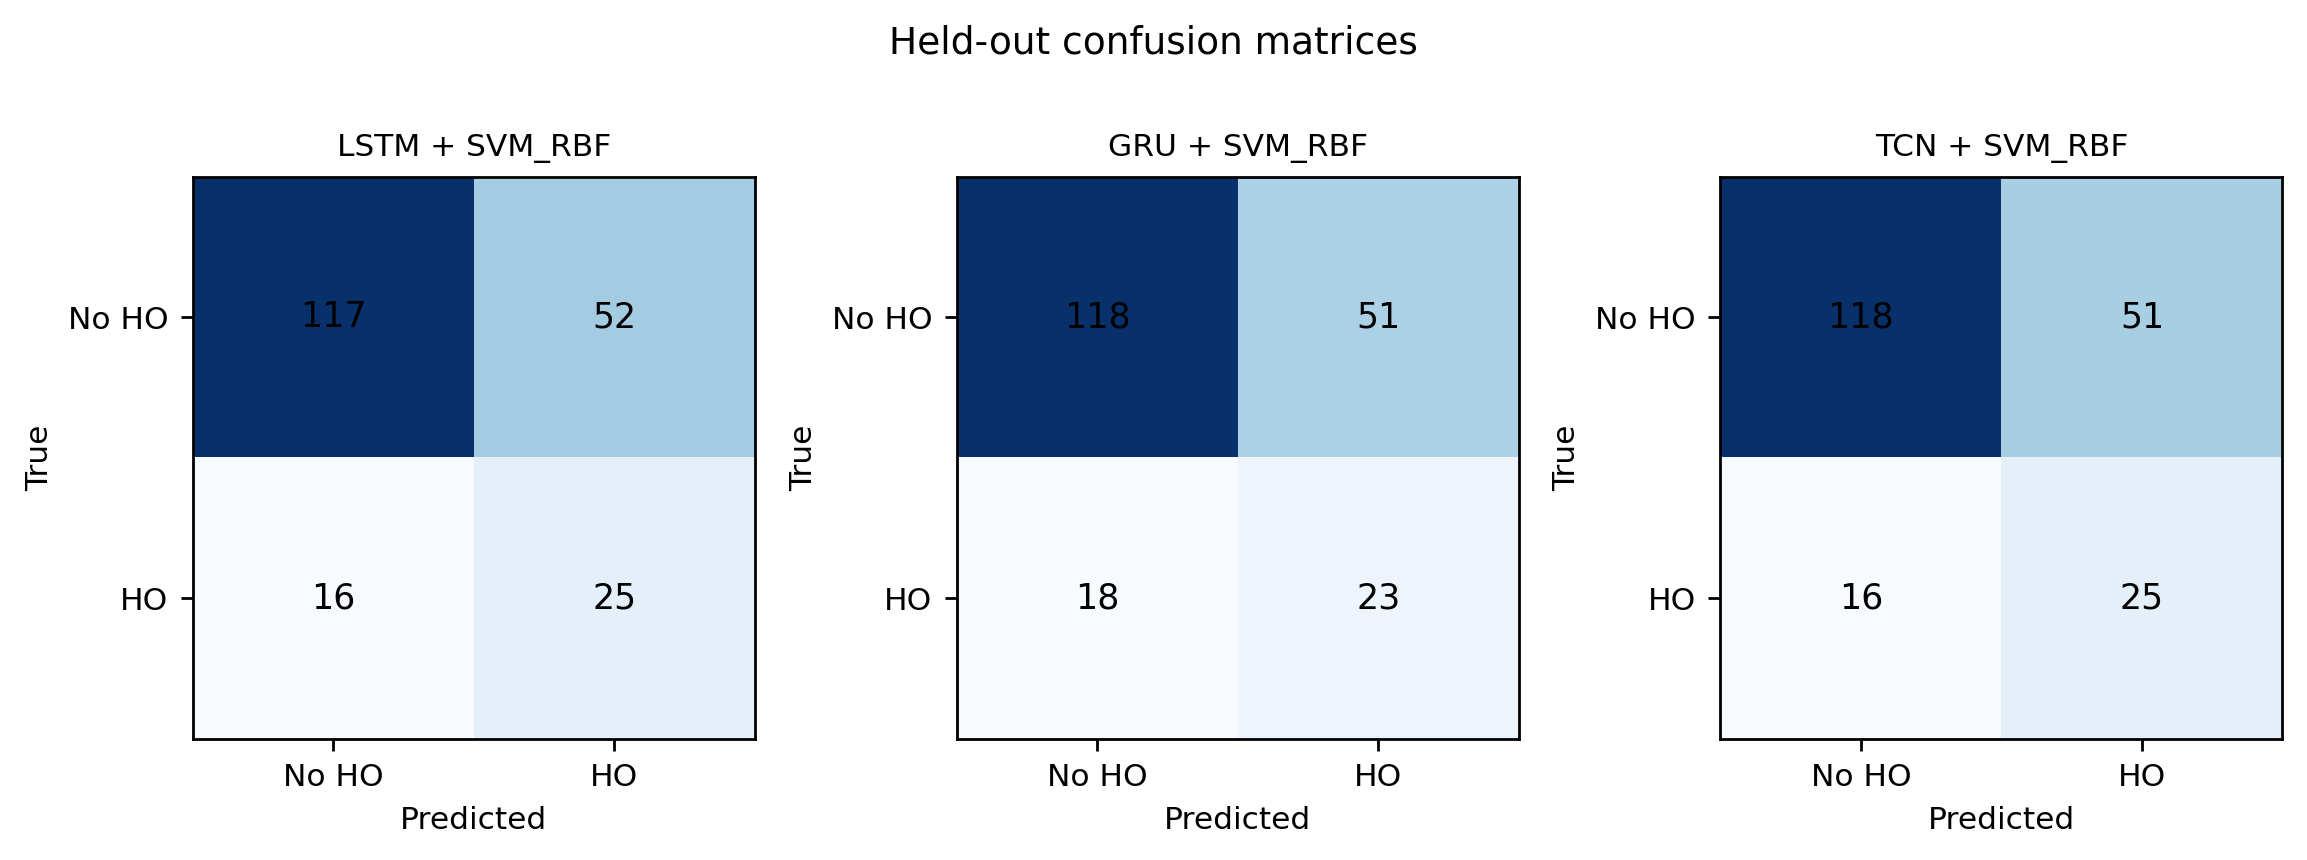 Held-out confusion matrices
LSTM + SVM_RBF
No HO
117
52
HO
16
25
True
No HO
HO
Predicted
GRU + SVM_RBF
No HO
118
51
HO
18
23
True
No HO
HO
Predicted
TCN + SVM_RBF
No HO
118
51
HO
16
25
True
No HO
HO
Predicted